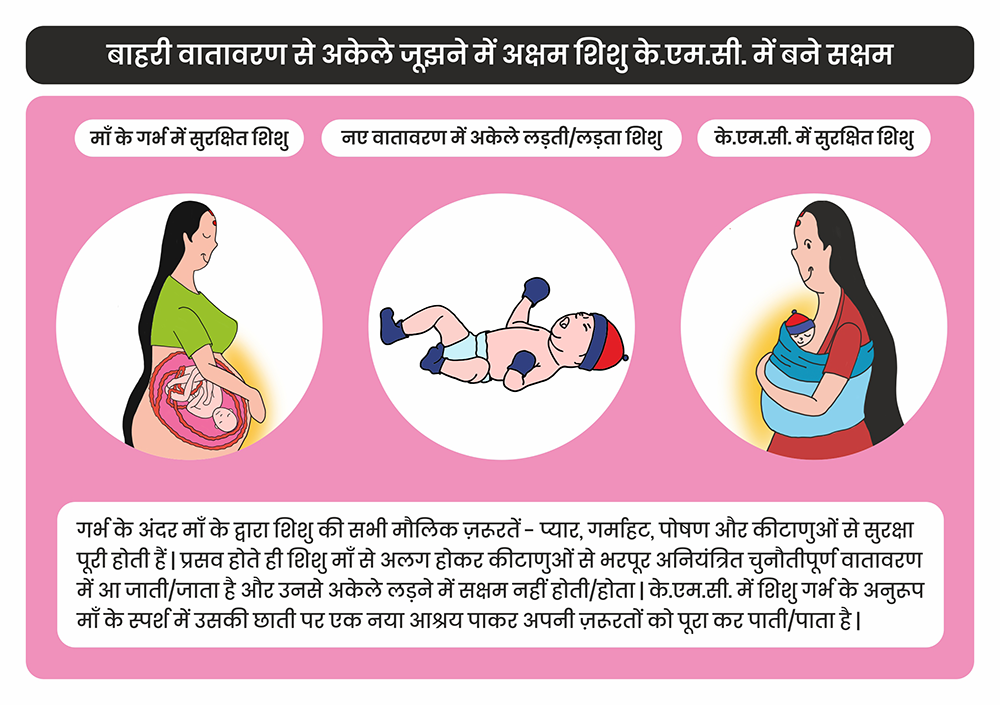 बाहरी वातावरण से अकेले जूझने में अक्षम शिशु के.एम.सी. में बने सक्षम
माँ के गर्भ में सुरक्षित शिशु
नए वातावरण में अकेले लड़ती/लड़ता शिशु
के.एम.सी. में सुरक्षित शिशु
गर्भ के अंदर माँ के द्वारा शिशु की सभी मौलिक ज़रूरतें - प्यार, गर्माहट, पोषण और कीटाणुओं से सुरक्षा
पूरी होती हैं | प्रसव होते ही शिशु माँ से अलग होकर कीटाणुओं से भरपूर अनियंत्रित चुनौतीपूर्ण वातावरण
में आ जाती/जाता है और उनसे अकेले लड़ने में सक्षम नहीं होती/होता | के.एम.सी. में शिशु गर्भ के अनुरूप
माँ के स्पर्श में उसकी छाती पर एक नया आश्रय पाकर अपनी ज़रूरतों को पूरा कर पाती/पाता है |